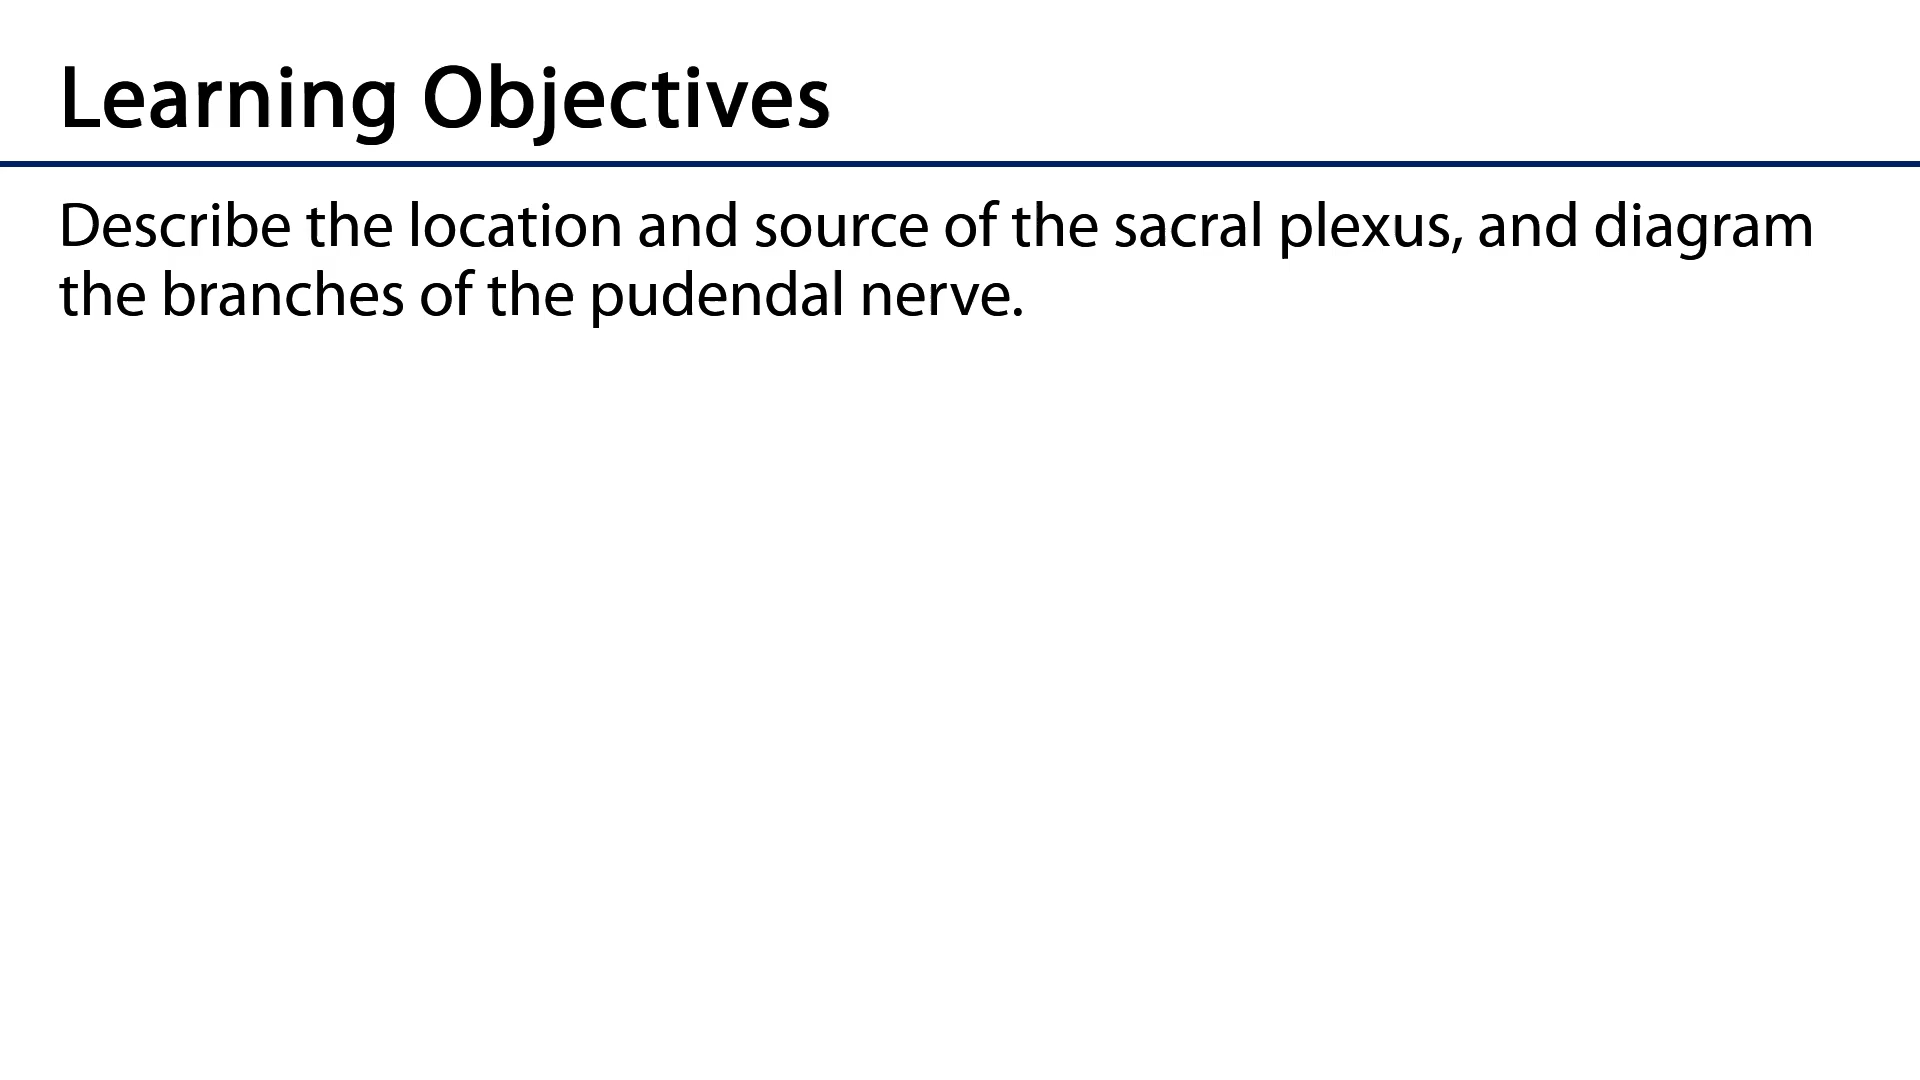 Learning Objectives
Describe the location and source of the sacral plexus, and diagram
the branches of the pudendal nerve.